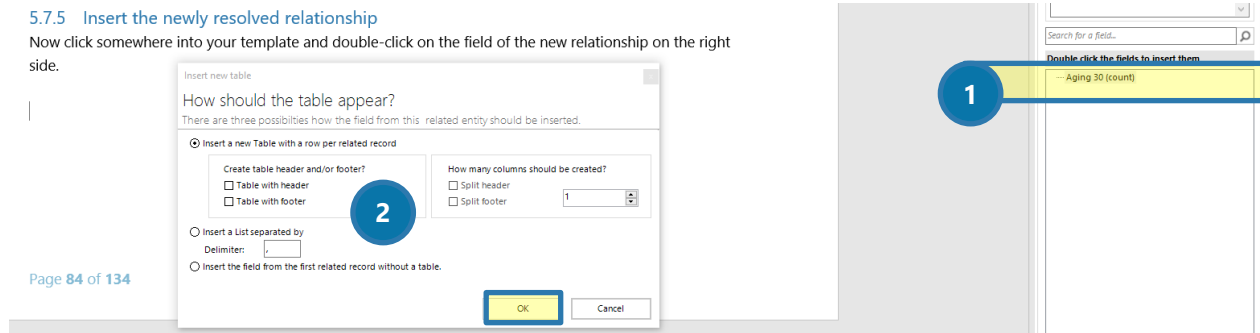 5.7.5 Insert the newly resolved relationship
Now click somewhere into your template and double-click on the field of the new relationship on the right
side.
Insert new table
How should the table appear?
There are three possibilties how the field from this related entity should be inserted.
Insert a new Table with a row per related record
Create table header and/or footer?
Table with header
Table with footer
How many columns should be created?
Split header
Split footer
1
2
Insert a List separated by
Delimiter: ,
Insert the field from the first related record without a table.
OK
Cancel
Page 84 of 134
Search for a field...
Double click the fields to insert them
1
Aging 30 (count)